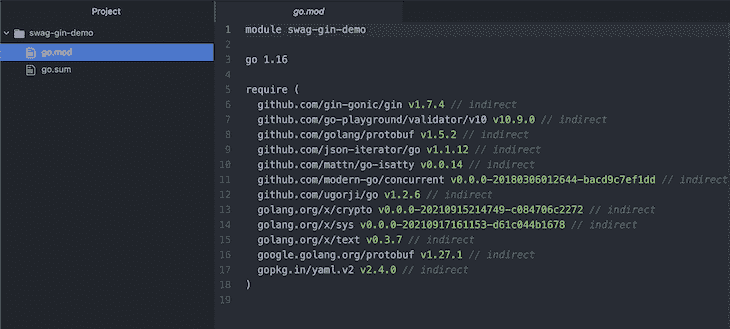 Project
swag-gin-demo
go.mod
go.sum
go.mod
1 module swag-gin-demo
2
3 go 1.16
4
5 require (
6 github.com/gin-gonic/gin v1.7.4 // indirect
7 github.com/go-playground/validator/v10 v10.9.0 // indirect
8 github.com/golang/protobuf v1.5.2 // indirect
9 github.com/json-iterator/go v1.1.12 // indirect
10 github.com/mattn/go-isatty v0.0.14 // indirect
11 github.com/modern-go/concurrent v0.0.0-20180306012644-bacd9c7ef1dd // indirect
12 github.com/ugorji/go v1.2.6 // indirect
13 golang.org/x/crypto v0.0.0-20210915214749-c084706c2272 // indirect
14 golang.org/x/sys v0.0.0-20210917161153-d61c044b1678 // indirect
15 golang.org/x/text v0.3.7 // indirect
16 google.golang.org/protobuf v1.27.1 // indirect
17 gopkg.in/yaml.v2 v2.4.0 // indirect
18 )
19